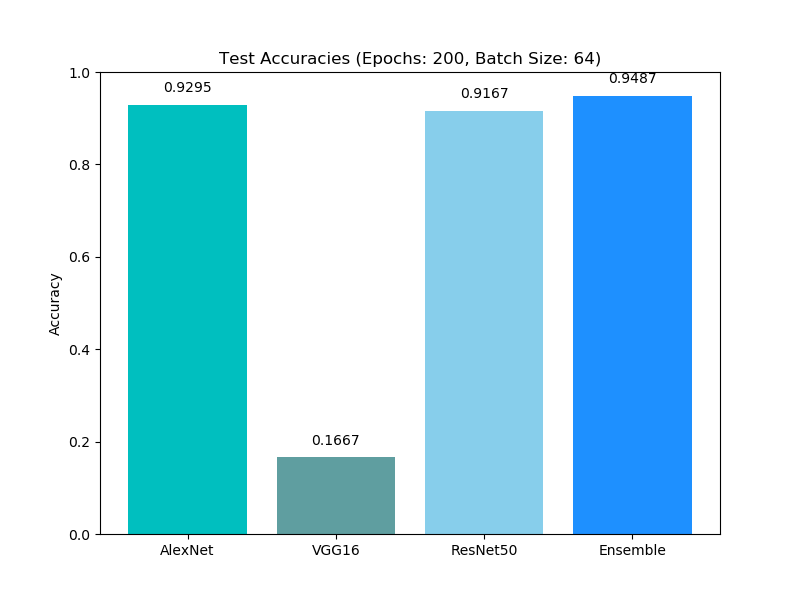 Test Accuracies (Epochs: 200, Batch Size: 64)
1.0
0.8
0.6
0.4
0.2
0.0
Accuracy
0.9295
0.1667
0.9167
0.9487
AlexNet
VGG16
ResNet50
Ensemble